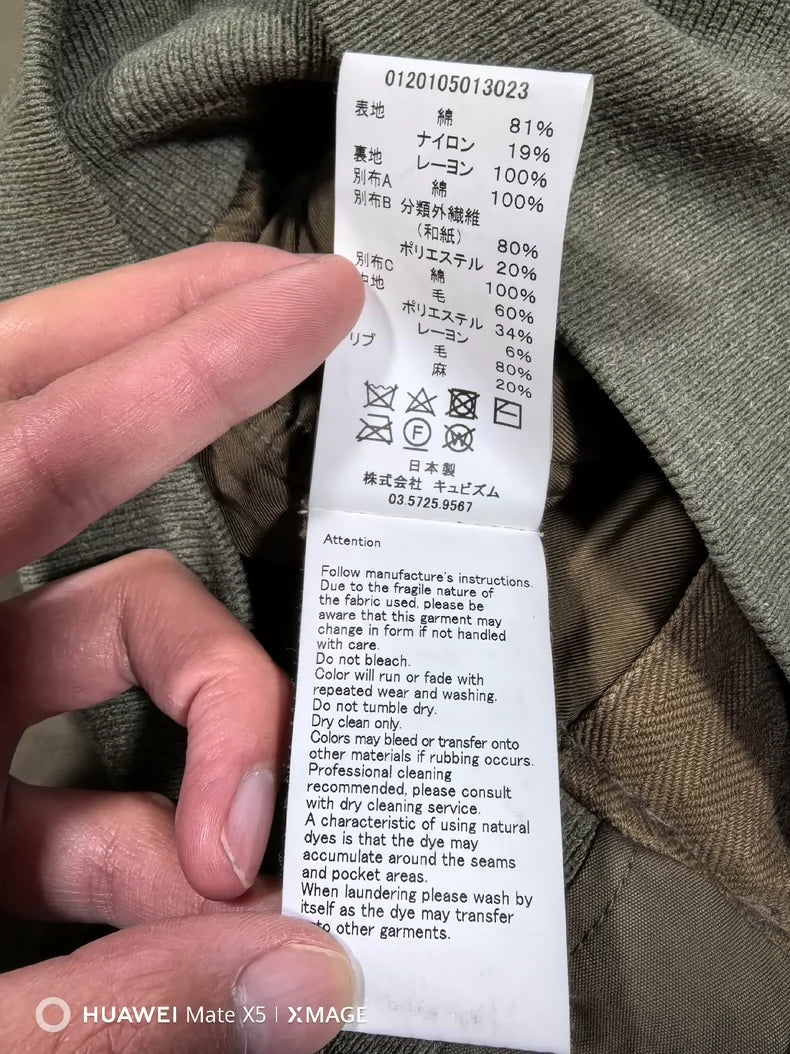 0120105013023
表地 綿 81%
ナイロン 19%
裏地 レーヨン 100%
別布A 綿 100%
別布B 分類外繊維
（和紙） 80%
ポリエステル 20%
別布C 綿 100%
中地 毛 60%
ポリエステル 34%
レーヨン 6%
リブ 毛 80%
麻 20%
F
W
日本製
株式会社 キュビズム
03.5725.9567
Attention
Follow manufacture's instructions.
Due to the fragile nature of
the fabric used, please be
aware that this garment may
change in form if not handled
with care.
Do not bleach.
Color will run or fade with
repeated wear and washing.
Do not tumble dry.
Dry clean only.
Colors may bleed or transfer onto
other materials if rubbing occurs.
Professional cleaning
recommended, please consult
with dry cleaning service.
A characteristic of using natural
dyes is that the dye may
accumulate around the seams
and pocket areas.
When laundering please wash by
itself as the dye may transfer
onto other garments.
HUAWEI Mate X5 | XMAGE